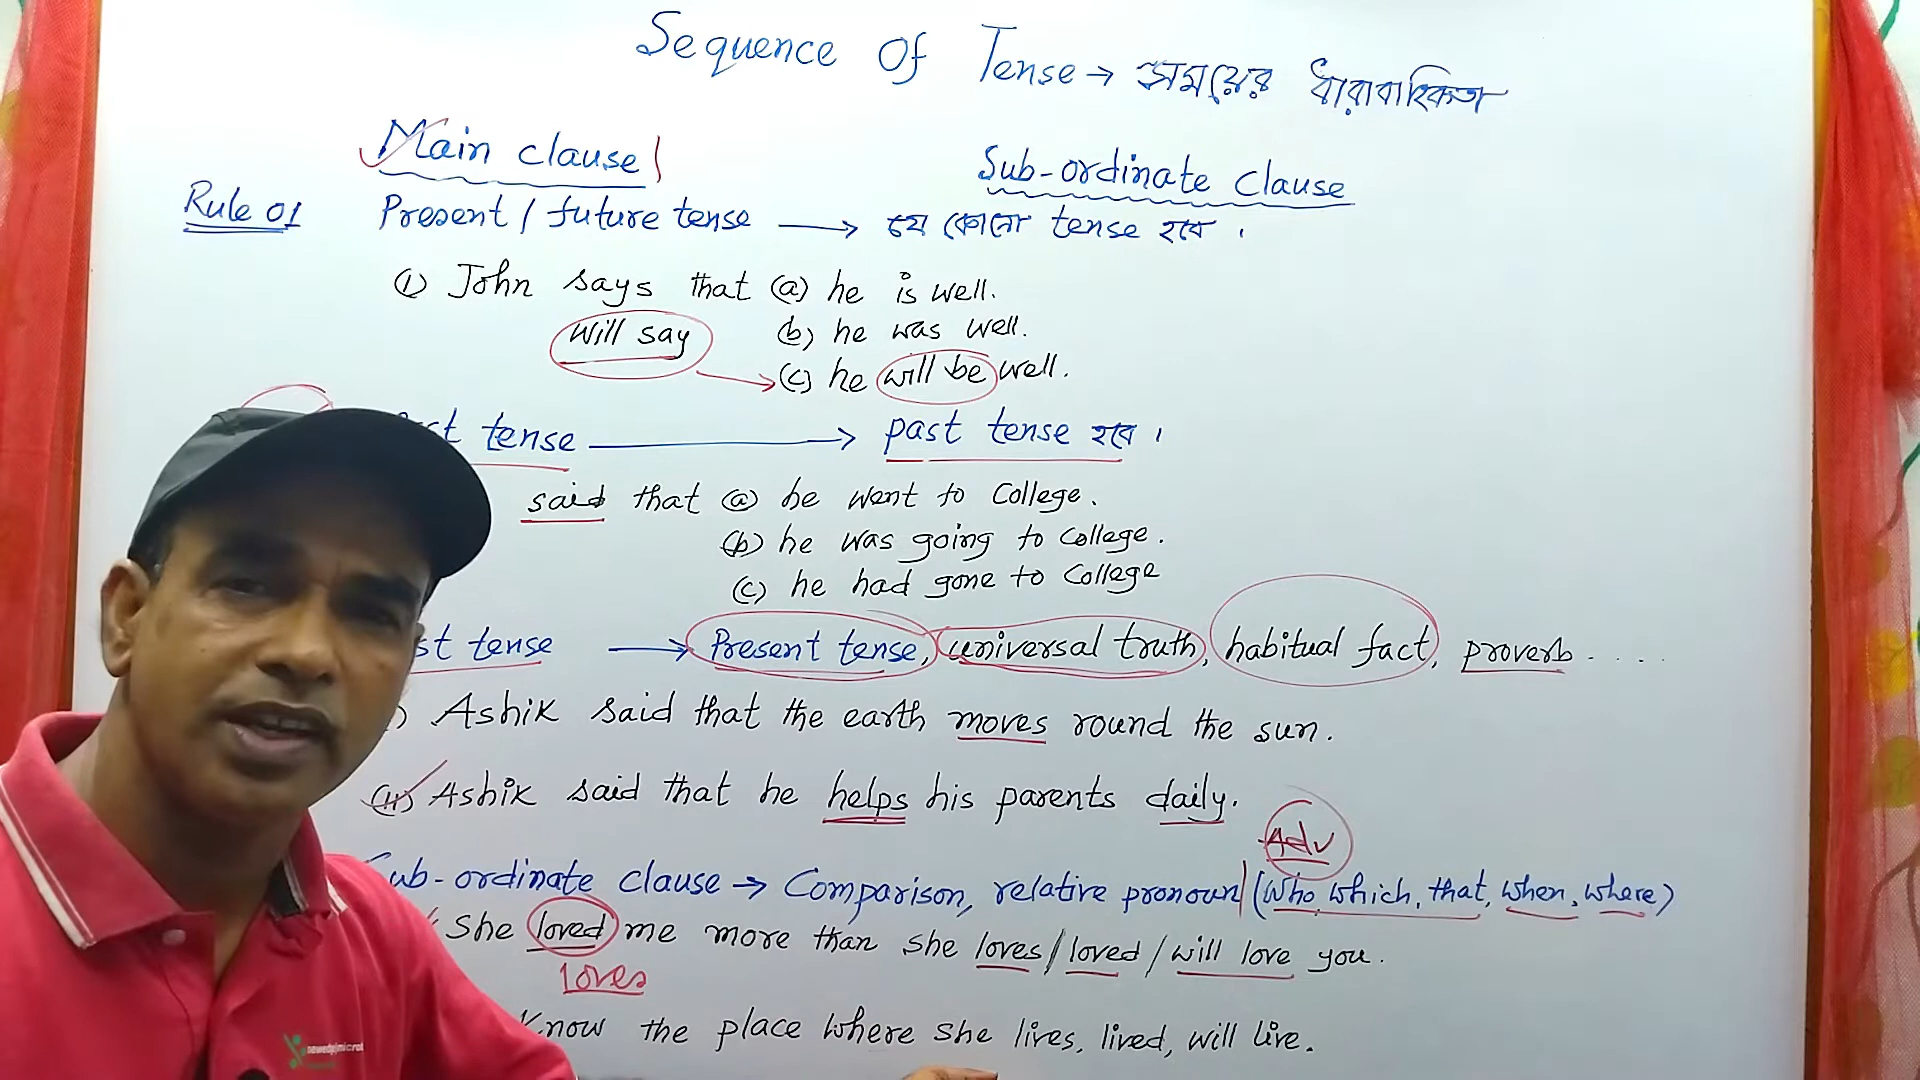 Sequence Of Tense → সময়ের ধারাবাহিকতা
Main clause
Sub-ordinate Clause
Rule 01 Present / future tense → যে কোনো tense হবে।
(i) John says that (a) he is well.
will say (b) he was well.
(c) he will be well.
tense → past tense হবে।
said that (a) he went to College.
(b) he was going to College.
(c) he had gone to College
tense → Present tense, universal truth, habitual fact, proverb ....
Ashik said that the earth moves round the sun.
(ii) Ashik said that he helps his parents daily.
Adv
Sub-ordinate clause → Comparison, relative pronoun (who which, that, when, where)
She loved me more than she loves / loved / will love you.
loves
Know the place where she lives, lived, will live.